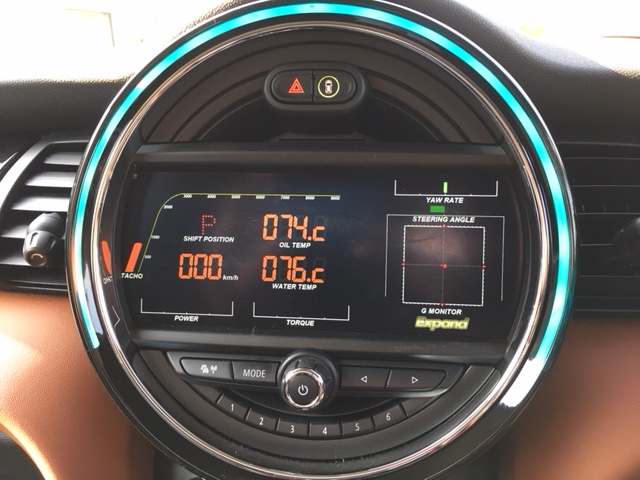 P
SHIFT POSITION
074.c
OIL TEMP
YAW RATE
STEERING ANGLE
TACHO
000 km/h
076.c
WATER TEMP
POWER
TORQUE
G MONITOR
expand
MODE
1 2 3 4 5 6